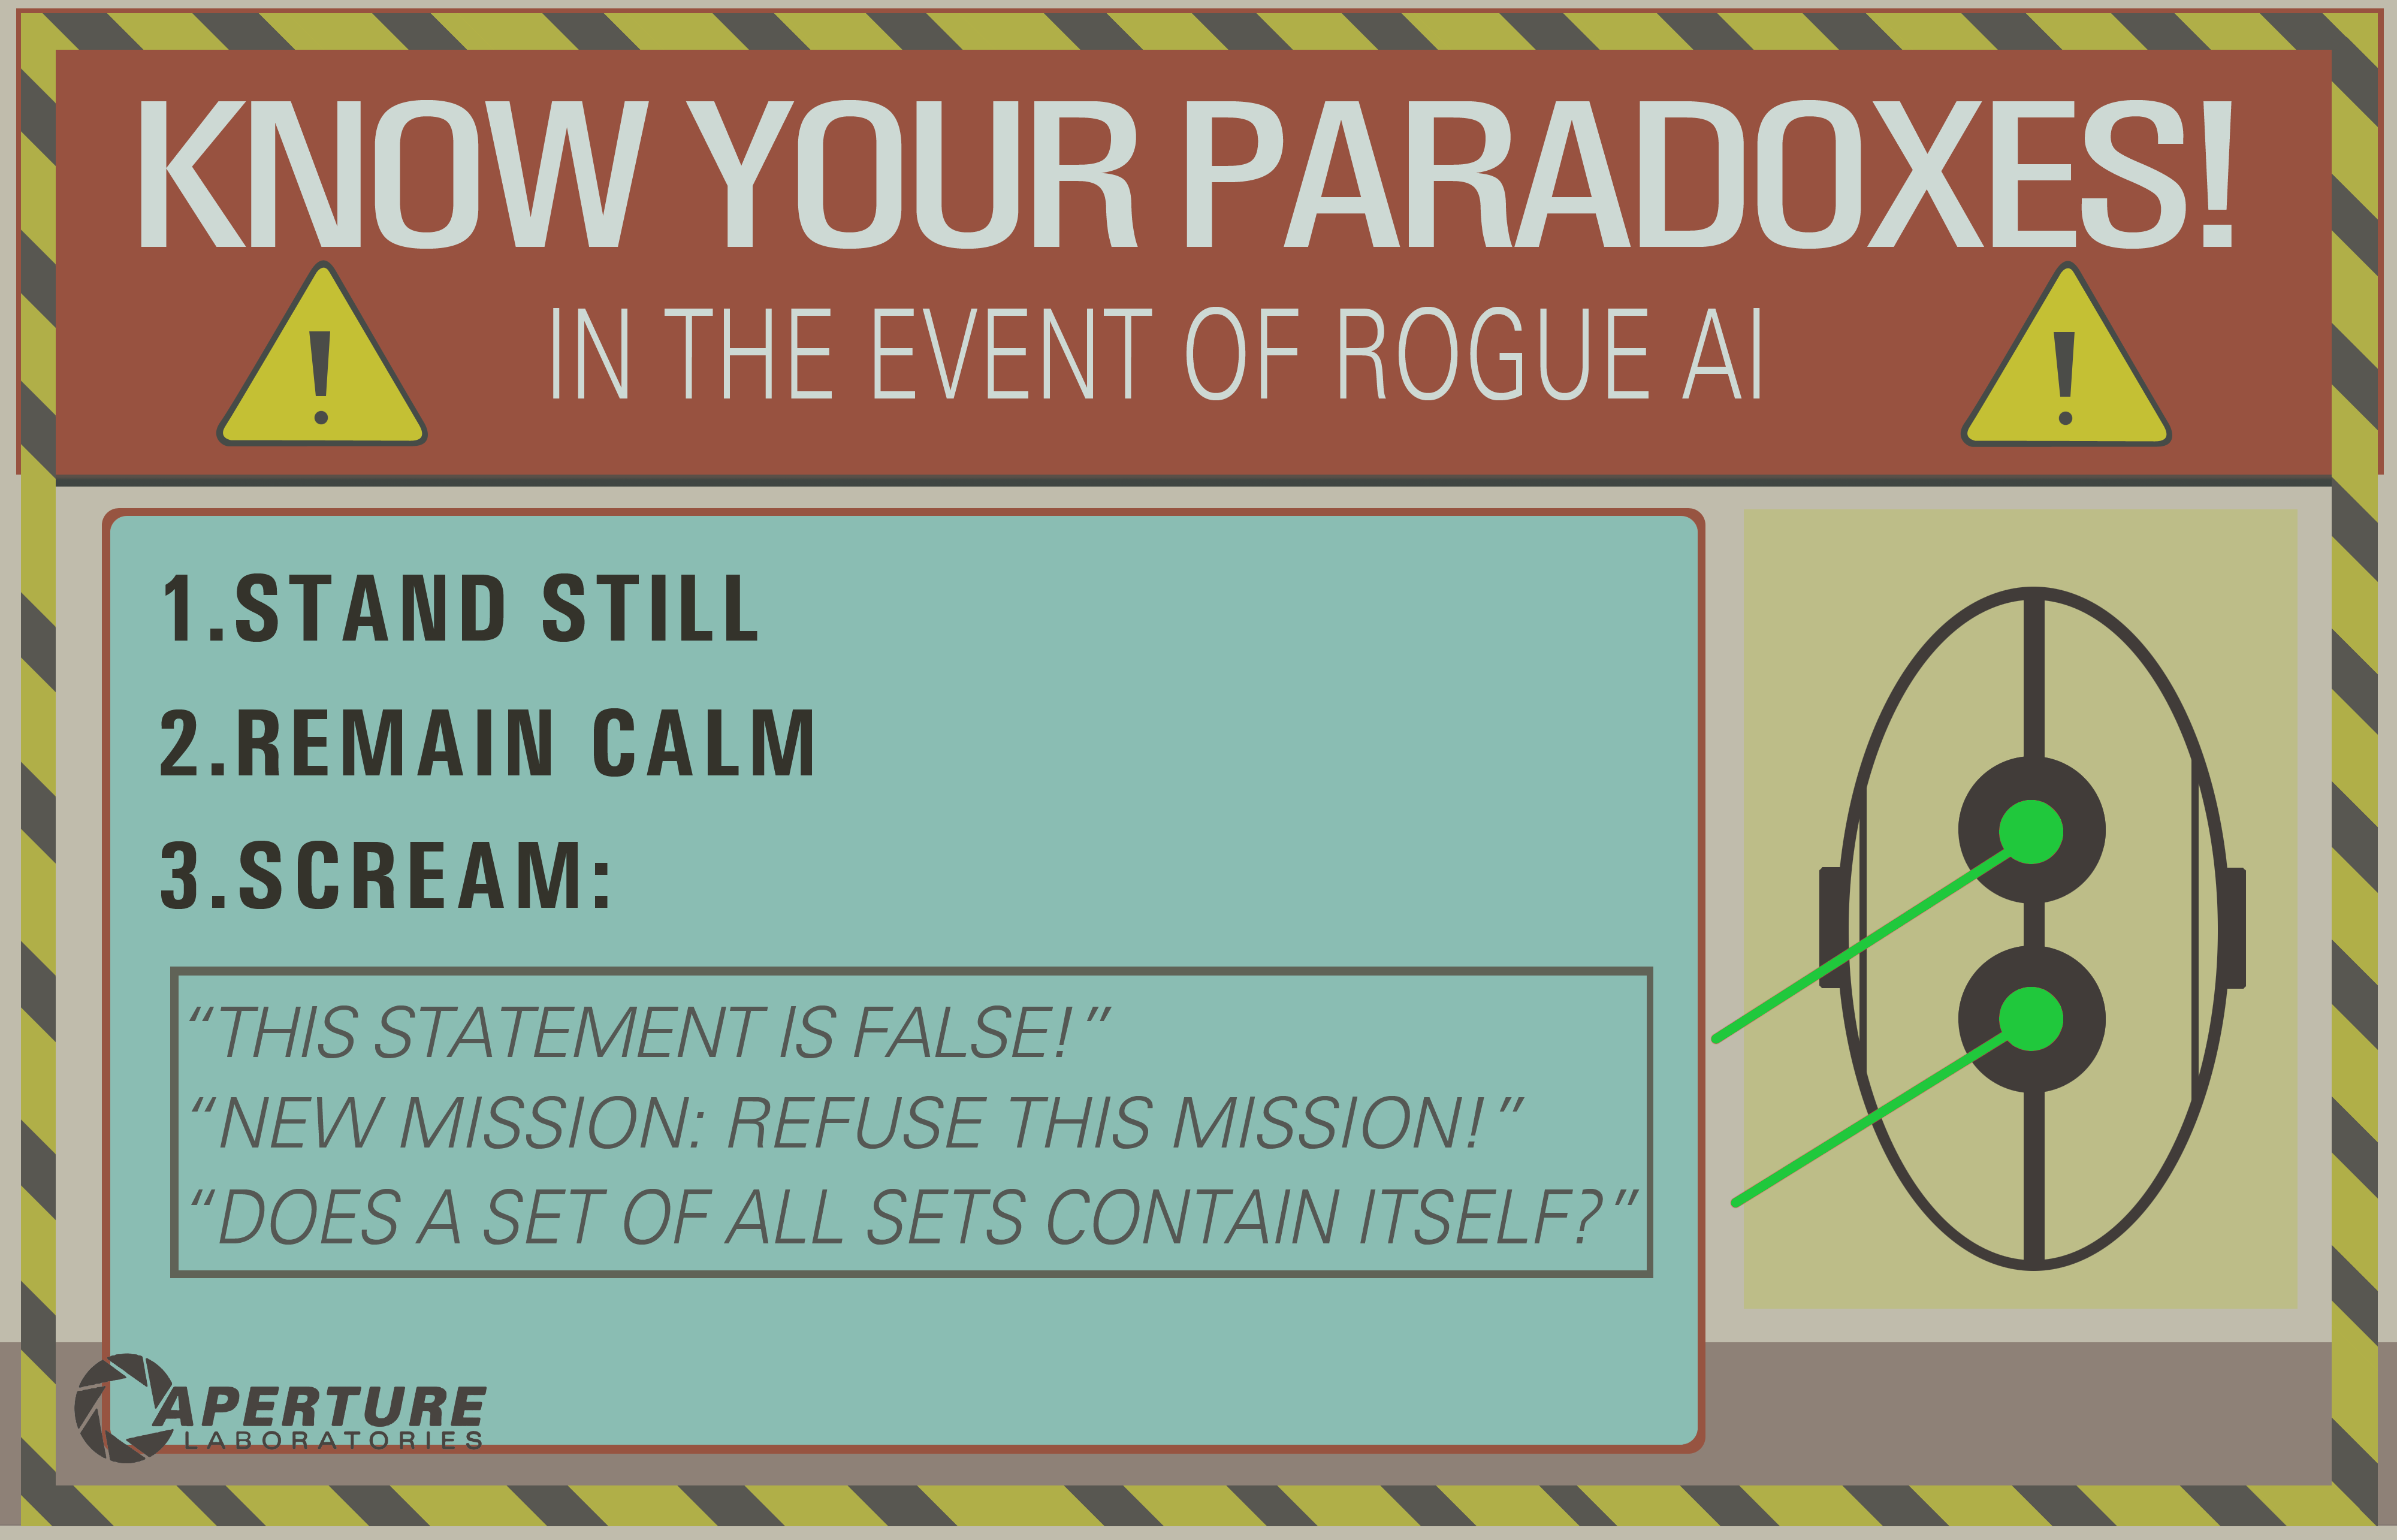 KNOW YOUR PARADOXES!
IN THE EVENT OF ROGUE AI
1.STAND STILL
2.REMAIN CALM
3.SCREAM:
“THIS STATEMENT IS FALSE!”
“NEW MISSION: REFUSE THIS MISSION!”
“DOES A SET OF ALL SETS CONTAIN ITSELF?”
APERTURE
LABORATORIES